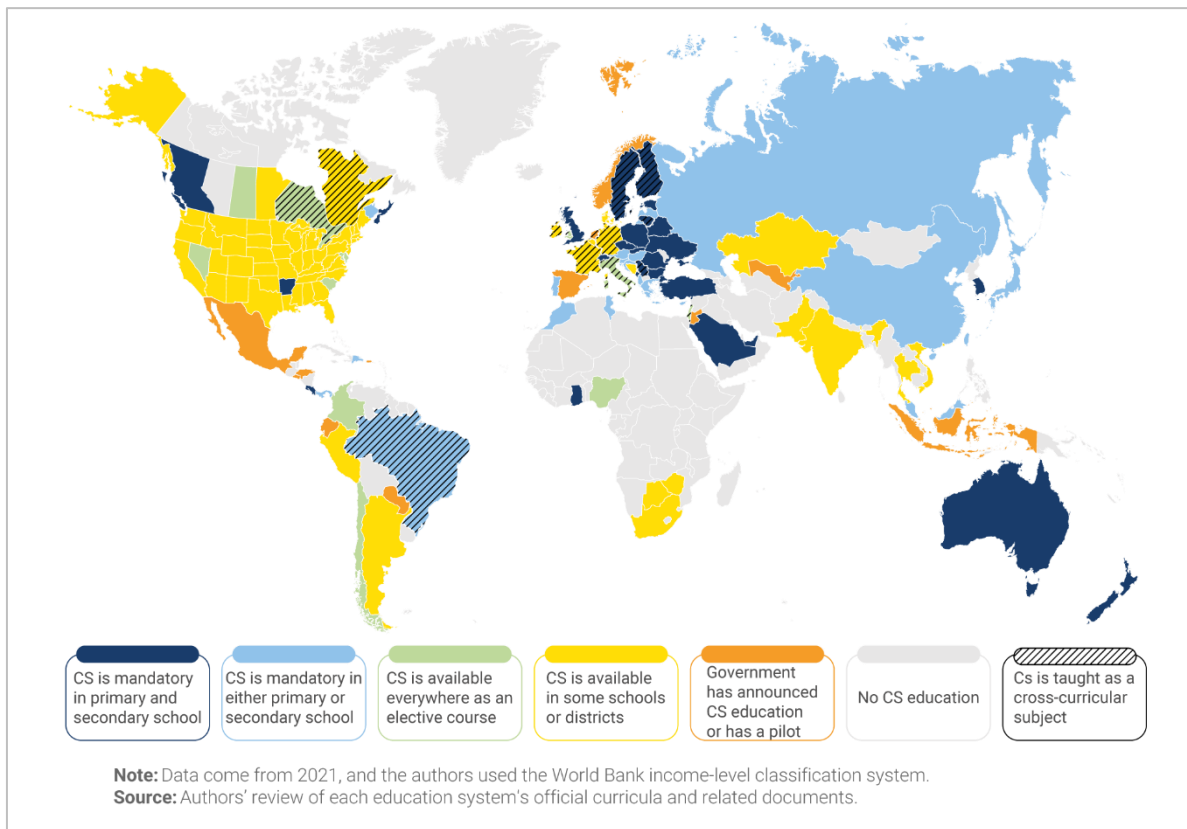 CS is mandatory
in primary and
secondary school
CS is mandatory in
either primary or
secondary school
CS is available
everywhere as an
elective course
CS is available
in some schools
or districts
Government
has announced
CS education
or has a pilot
No CS education
Cs is taught as a
cross-curricular
subject
Note: Data come from 2021, and the authors used the World Bank income-level classification system.
Source: Authors’ review of each education system's official curricula and related documents.